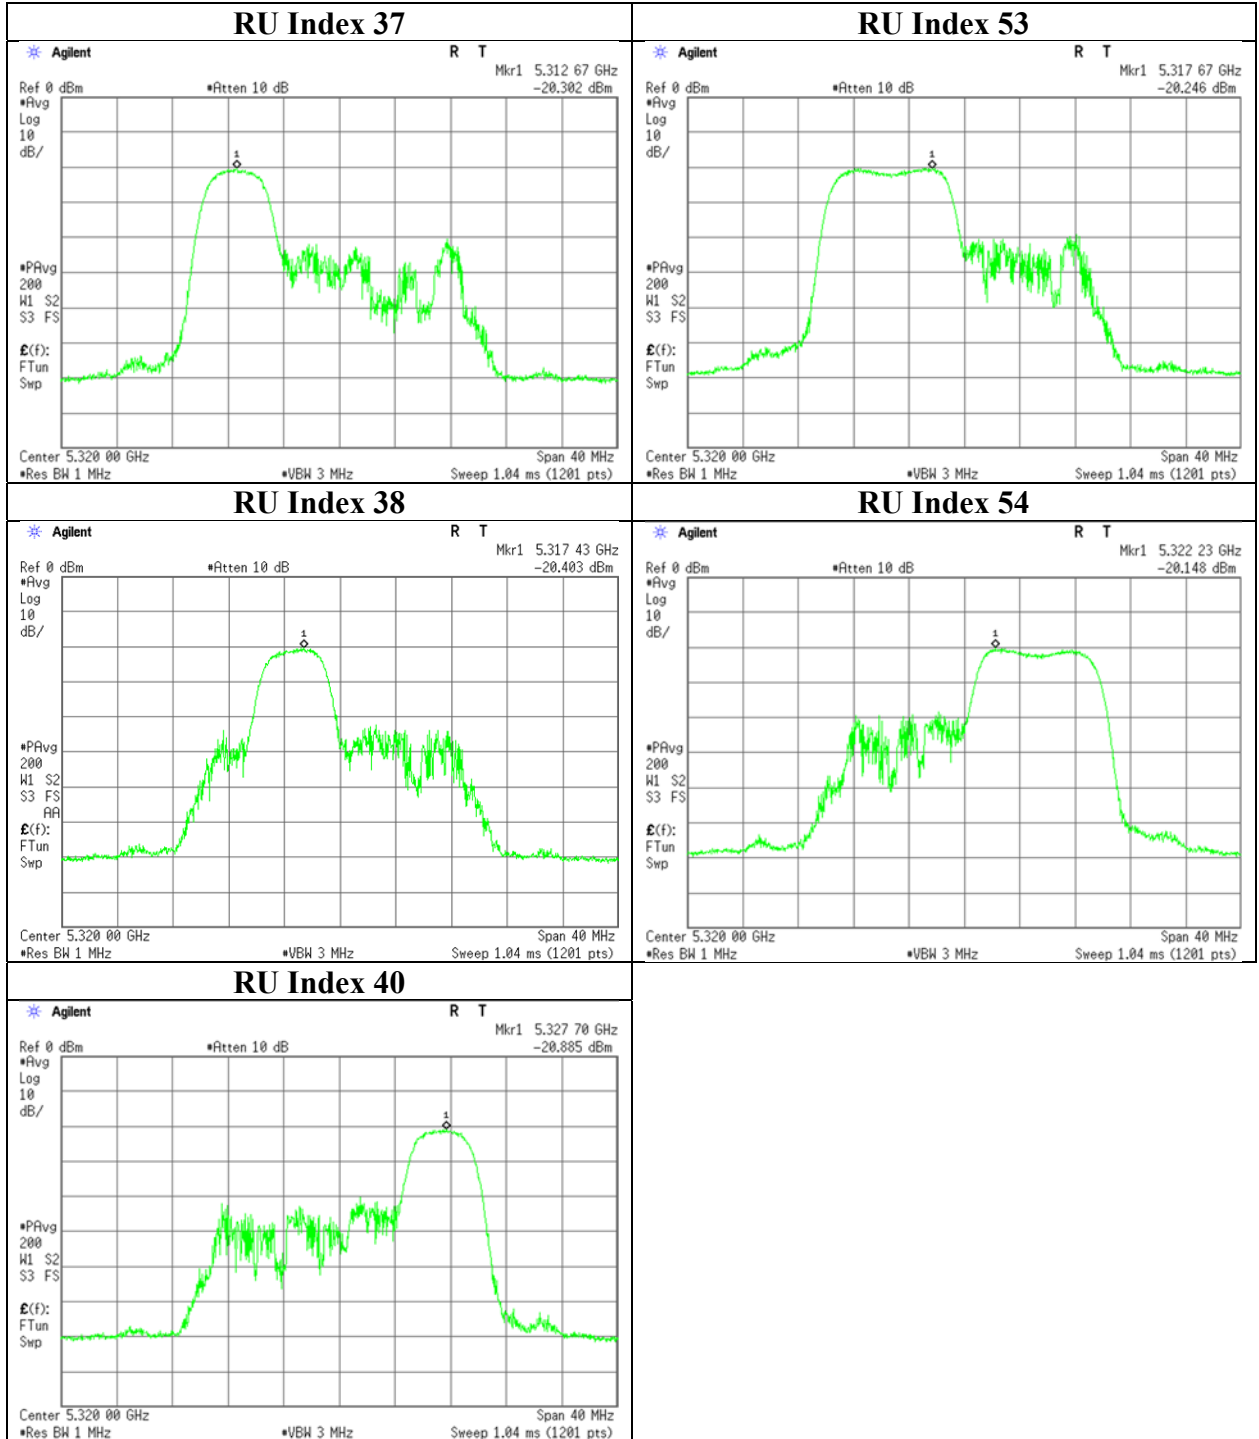 RU Index 37
Agilent R T
Mkr1 5.312 67 GHz
Ref 0 dBm *Atten 10 dB -20.302 dBm
*Avg
Log
10
dB/
1
*PAvg
200
W1 S2
S3 FS
£(f):
FTun
Swp
Center 5.320 00 GHz Span 40 MHz
*Res BW 1 MHz *VBW 3 MHz Sweep 1.04 ms (1201 pts)
RU Index 53
Agilent R T
Mkr1 5.317 67 GHz
Ref 0 dBm *Atten 10 dB -20.246 dBm
*Avg
Log
10
dB/
1
*PAvg
200
W1 S2
S3 FS
£(f):
FTun
Swp
Center 5.320 00 GHz Span 40 MHz
*Res BW 1 MHz *VBW 3 MHz Sweep 1.04 ms (1201 pts)
RU Index 38
Agilent R T
Mkr1 5.317 43 GHz
Ref 0 dBm *Atten 10 dB -20.403 dBm
*Avg
Log
10
dB/
1
*PAvg
200
W1 S2
S3 FS
AA
£(f):
FTun
Swp
Center 5.320 00 GHz Span 40 MHz
*Res BW 1 MHz *VBW 3 MHz Sweep 1.04 ms (1201 pts)
RU Index 54
Agilent R T
Mkr1 5.322 23 GHz
Ref 0 dBm *Atten 10 dB -20.148 dBm
*Avg
Log
10
dB/
1
*PAvg
200
W1 S2
S3 FS
£(f):
FTun
Swp
Center 5.320 00 GHz Span 40 MHz
*Res BW 1 MHz *VBW 3 MHz Sweep 1.04 ms (1201 pts)
RU Index 40
Agilent R T
Mkr1 5.327 70 GHz
Ref 0 dBm *Atten 10 dB -20.885 dBm
*Avg
Log
10
dB/
1
*PAvg
200
W1 S2
S3 FS
£(f):
FTun
Swp
Center 5.320 00 GHz Span 40 MHz
*Res BW 1 MHz *VBW 3 MHz Sweep 1.04 ms (1201 pts)